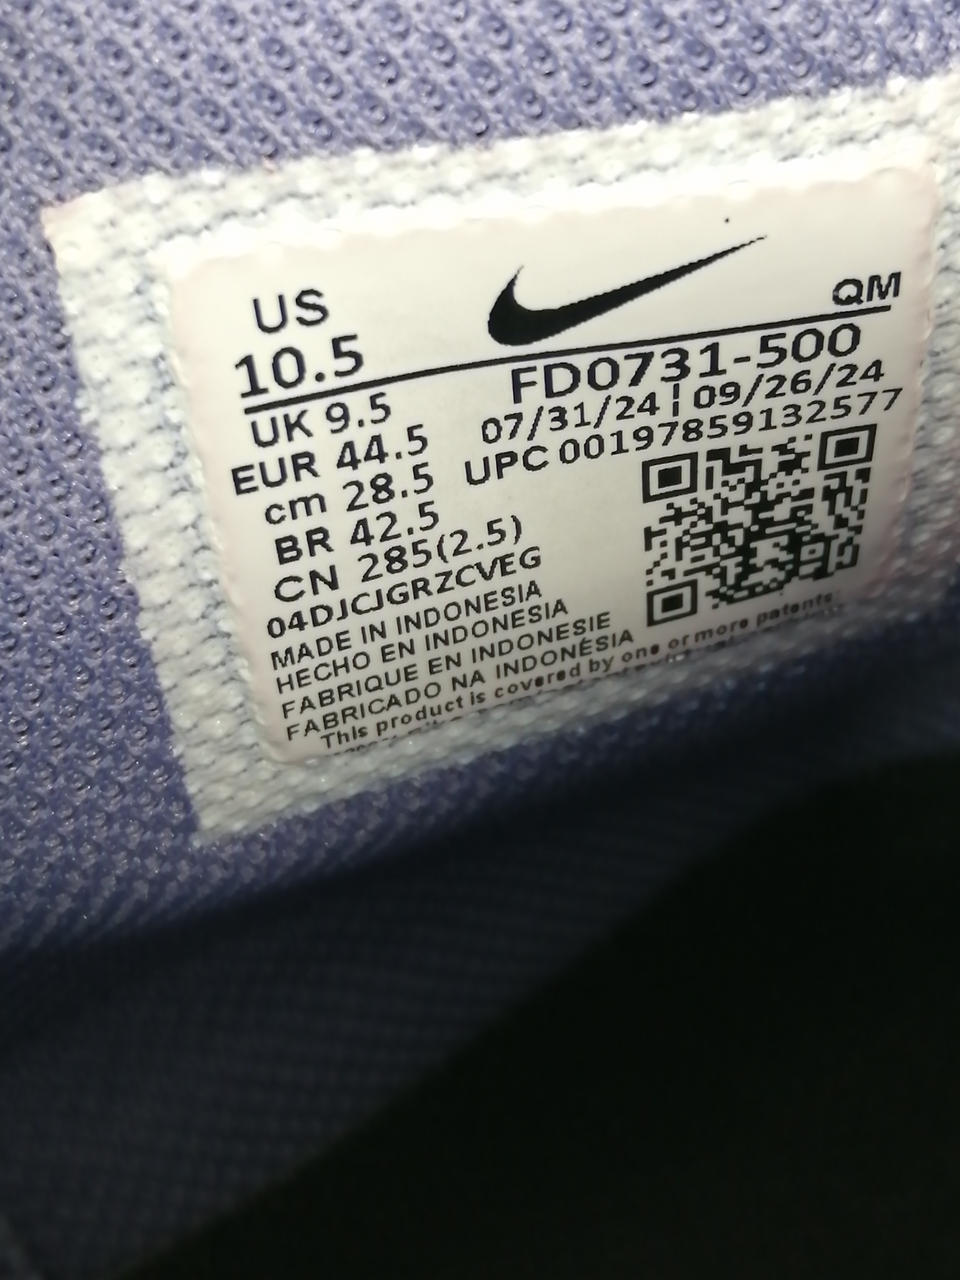 US
10.5
QM
UK 9.5
EUR 44.5
cm 28.5
BR 42.5
CN 285(2.5)
FD0731-500
07/31/24 | 09/26/24
UPC 00197859132577
04DJCJGRZCVEG
MADE IN INDONESIA
HECHO EN INDONESIA
FABRIQUE EN INDONESIE
FABRICADO NA INDONÉSIA
This product is covered by one or more patents.